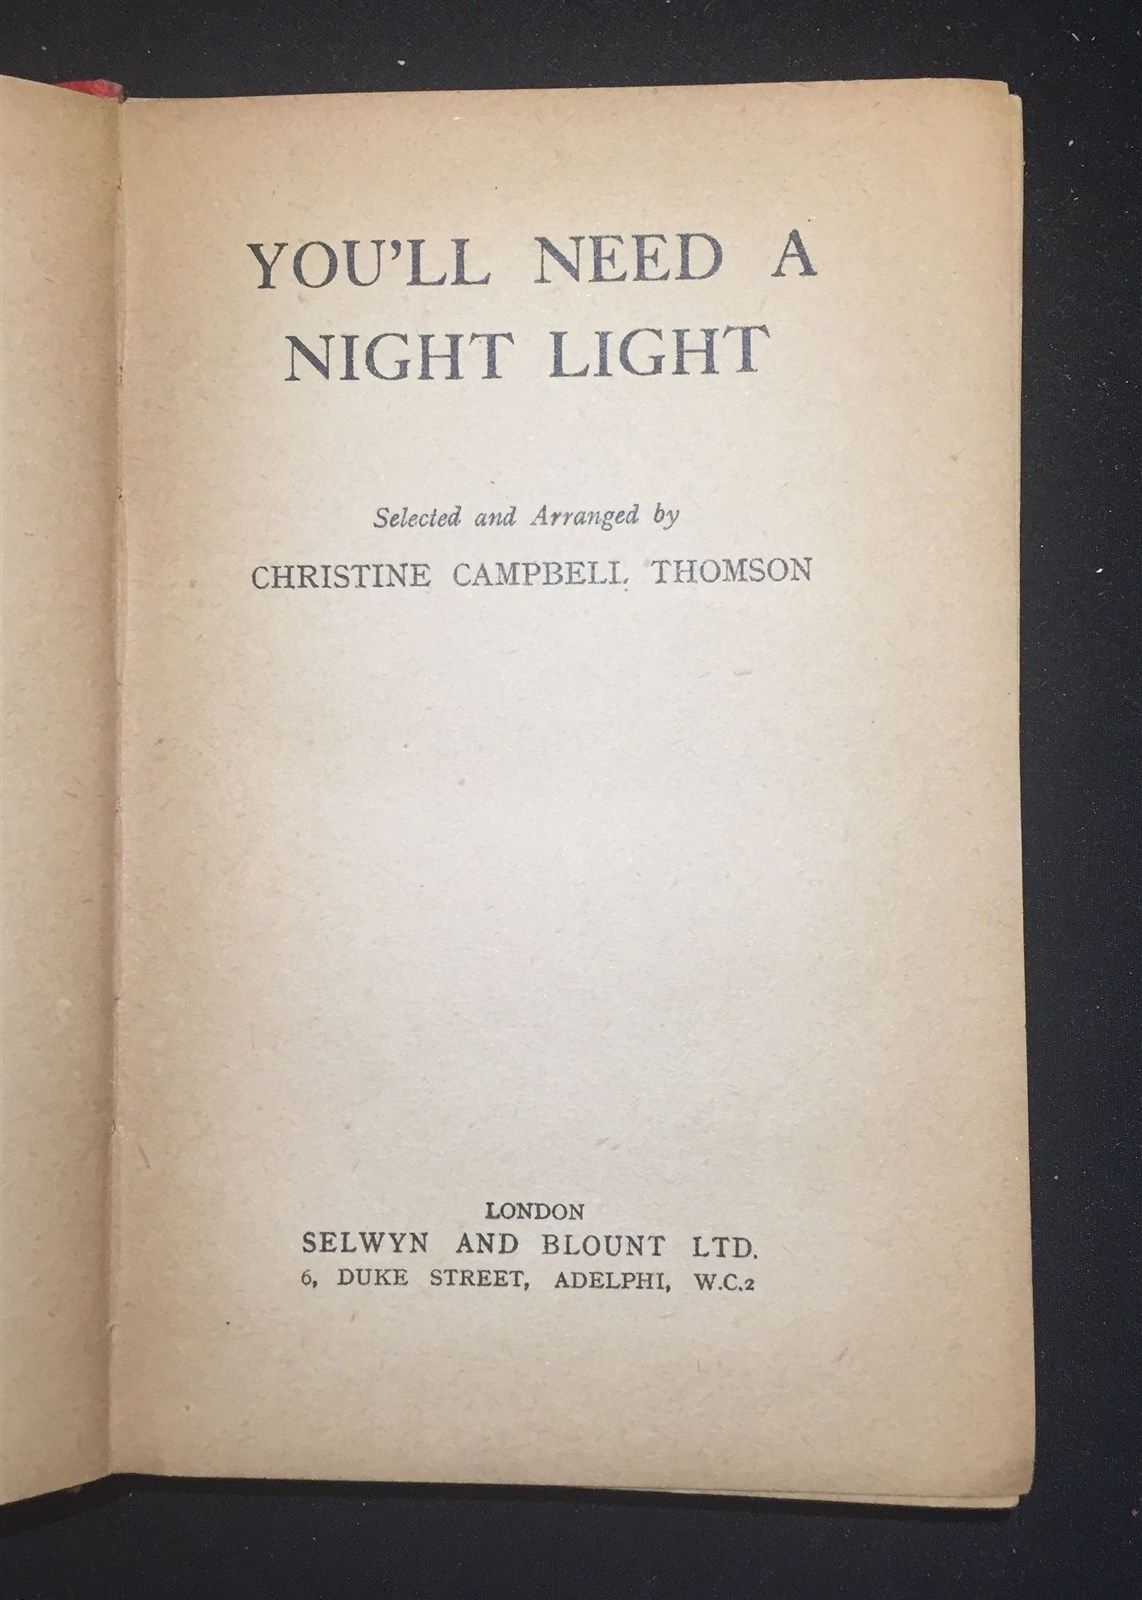 YOU'LL NEED A
NIGHT LIGHT
Selected and Arranged by
CHRISTINE CAMPBELL THOMSON
LONDON
SELWYN AND BLOUNT LTD.
6, DUKE STREET, ADELPHI, W.C.2